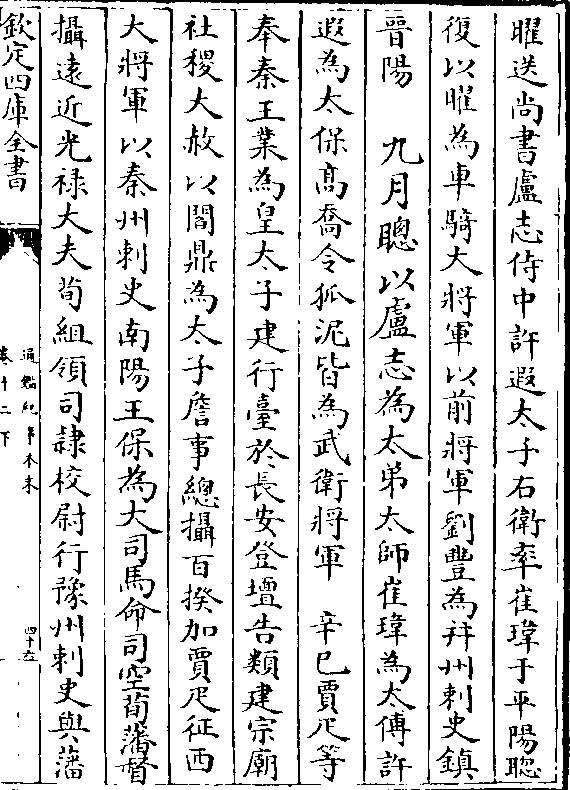 曜送尚書盧志侍中許遐太子右衛率崔瑋于平陽聰
復以曜為車騎大將軍以前將軍劉豐為并州刺史鎮
晉陽　九月聰以盧志為太弟太師崔瑋為太傅許
遐為太保高喬令狐泥皆為武衛將軍　辛巳賈疋等
奉秦王業為皇太子建行臺於長安登壇告類建宗廟
社稷大赦以閻鼎為太子詹事總攝百揆加賈疋征西
大將軍以秦州刺史南陽王保為大司馬命司空荀藩督
攝遠近光祿大夫荀組領司隸校尉行豫州刺史與藩
欽定四庫全書
通鑑紀事本末
卷十二下